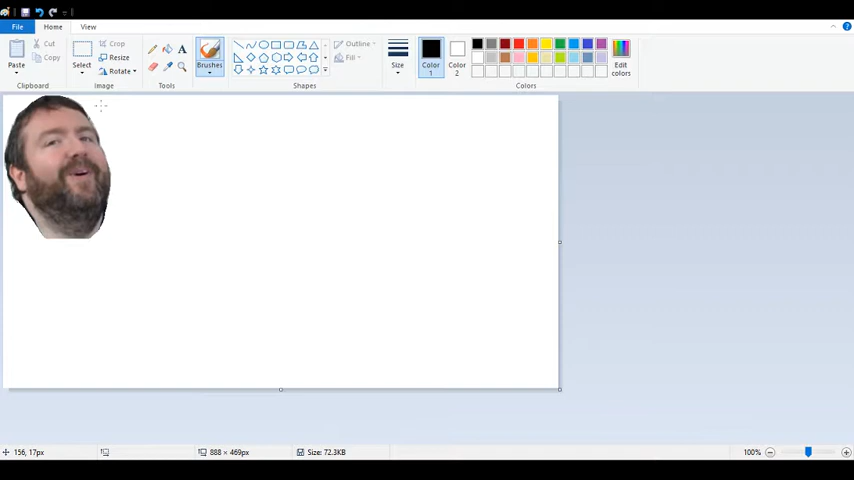 File Home View
Paste Cut Copy Clipboard
Select Crop Resize Rotate Image
A Tools
Brushes
Outline Fill Shapes
Size
Color 1 Color 2 Edit colors Colors
156, 17px 888 × 469px Size: 72.3KB 100%